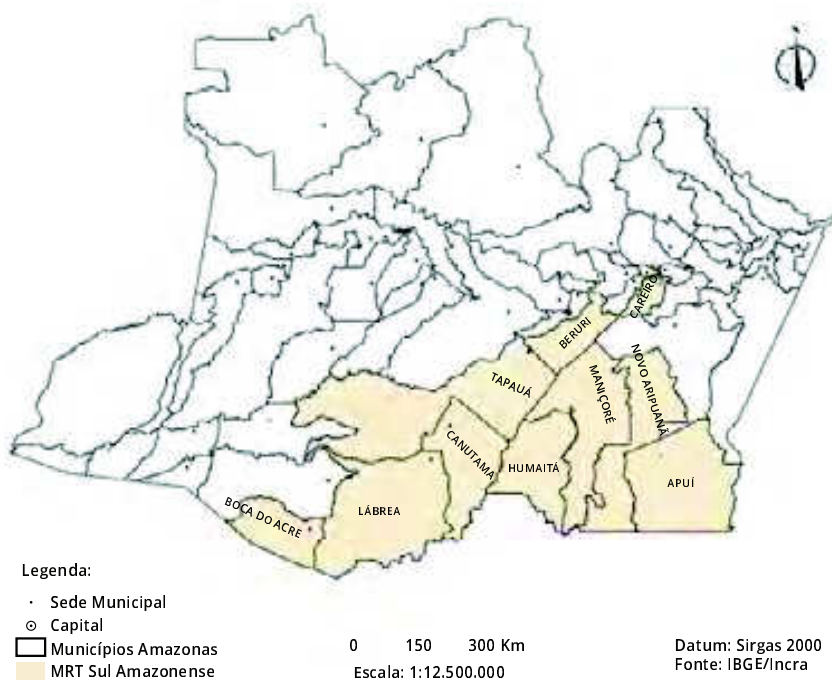 CAREIRO
BERURI
NOVO ARIPUANÃ
TAPAUÁ
MANIÇORÉ
CANUTAMA
HUMAITÁ
APUÍ
BOCA DO ACRE
LÁBREA
Legenda:
Sede Municipal
Capital
Municípios Amazonas
MRT Sul Amazonense
0 150 300 Km
Escala: 1:12.500.000
Datum: Sirgas 2000
Fonte: IBGE/Incra